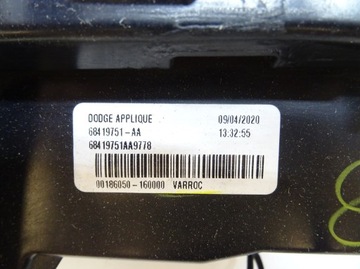 DODGE APPLIQUE 09/04/2020
68419751-AA 13:32:55
68419751AA9778
00186050-160000 VARROC